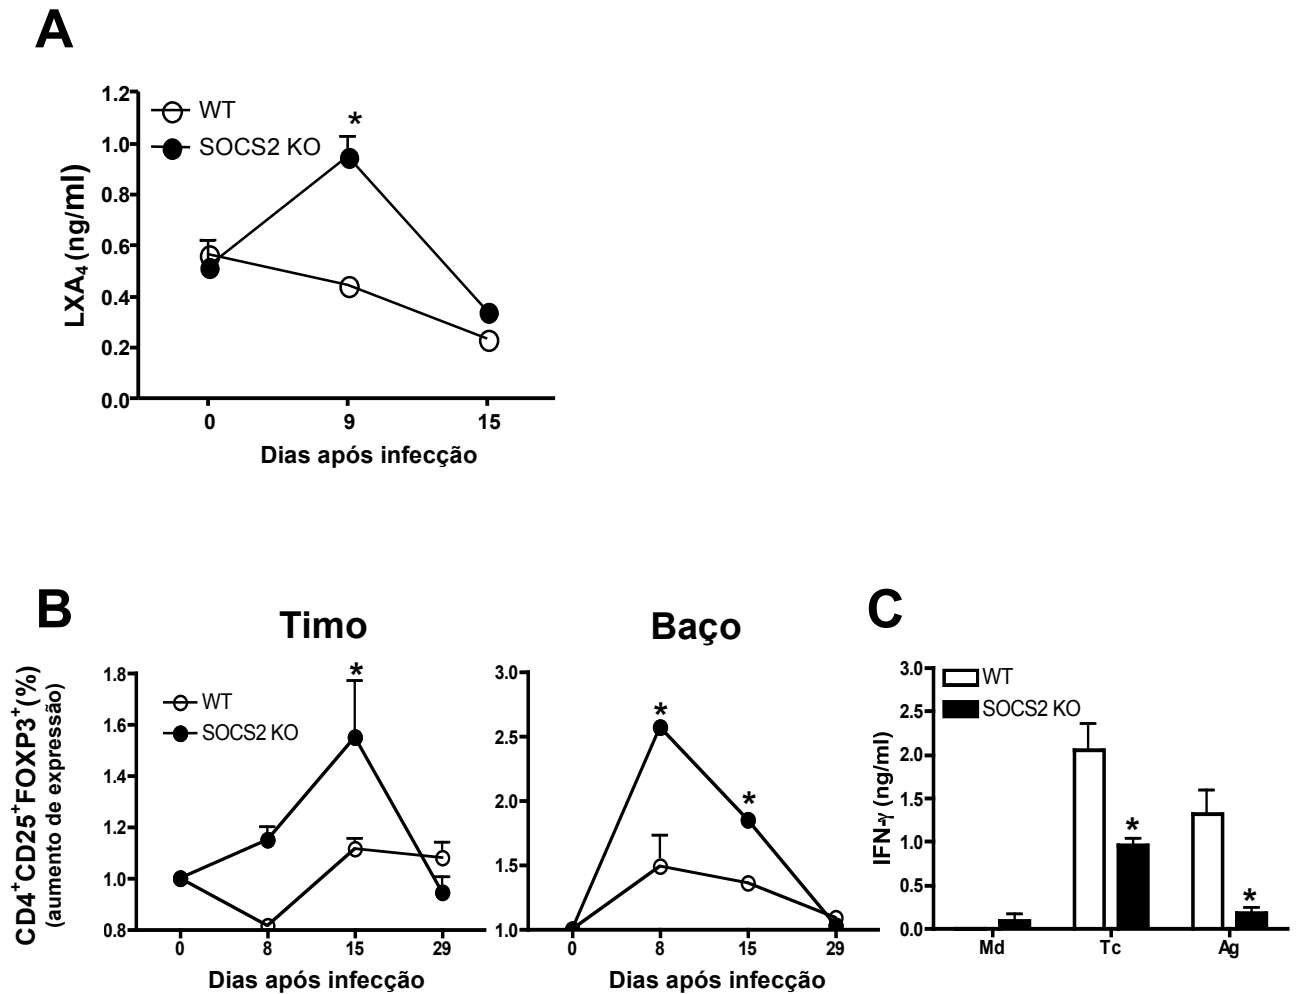 A
1.2
1.0
0.8
0.6
0.4
0.2
0.0
LXA4 (ng/ml)
WT
SOCS2 KO
*
0 9 15
Dias após infecção
B
Timo
CD4+CD25+FOXP3+(%)
(aumento de expressão)
1.8
1.6
1.4
1.2
1.0
0.8
WT
SOCS2 KO
*
0 8 15 29
Dias após infecção
Baço
3.0
2.5
2.0
1.5
1.0
*
*
0 8 15 29
Dias após infecção
C
IFN-γ (ng/ml)
3.0
2.5
2.0
1.5
1.0
0.5
0.0
WT
SOCS2 KO
*
*
Md Tc Ag